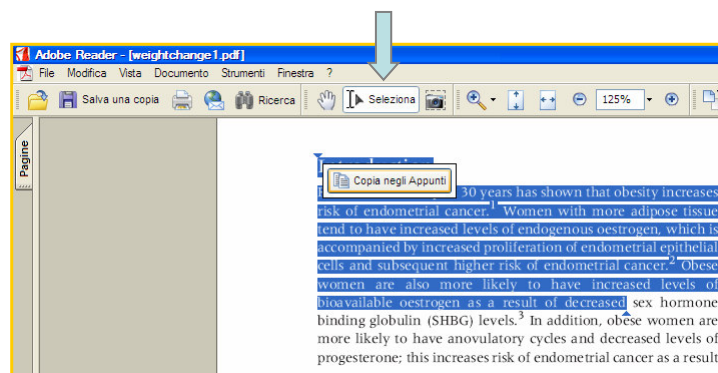 Adobe Reader - [weightchange1.pdf]
File Modifica Vista Documento Strumenti Finestra ?
Salva una copia Ricerca Seleziona 125%
Pagine
Copia negli Appunti
30 years has shown that obesity increases
risk of endometrial cancer.1 Women with more adipose tissue
tend to have increased levels of endogenous oestrogen, which is
accompanied by increased proliferation of endometrial epithelial
cells and subsequent higher risk of endometrial cancer.2 Obese
women are also more likely to have increased levels of
bioavailable oestrogen as a result of decreased sex hormone
binding globulin (SHBG) levels.3 In addition, obese women are
more likely to have anovulatory cycles and decreased levels of
progesterone; this increases risk of endometrial cancer as a result